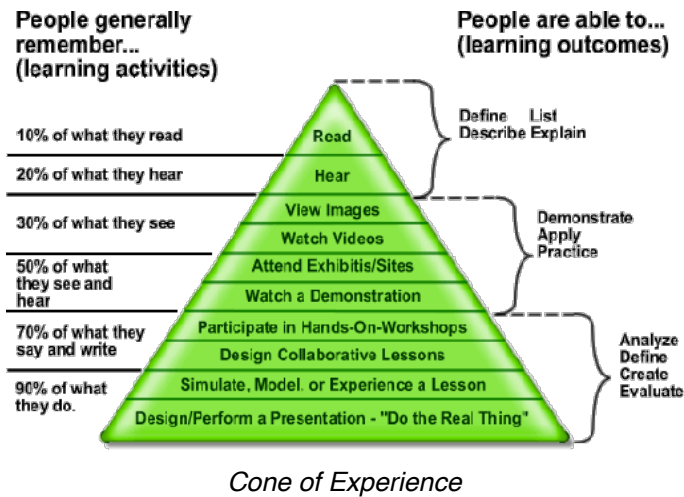 People generally
remember...
(learning activities)
People are able to...
(learning outcomes)
10% of what they read
20% of what they hear
30% of what they see
50% of what
they see and
hear
70% of what they
say and write
90% of what
they do.
Read
Hear
View Images
Watch Videos
Attend Exhibitis/Sites
Watch a Demonstration
Participate in Hands-On-Workshops
Design Collaborative Lessons
Simulate, Model, or Experience a Lesson
Design/Perform a Presentation - "Do the Real Thing"
Define List
Describe Explain
Demonstrate
Apply
Practice
Analyze
Define
Create
Evaluate
Cone of Experience